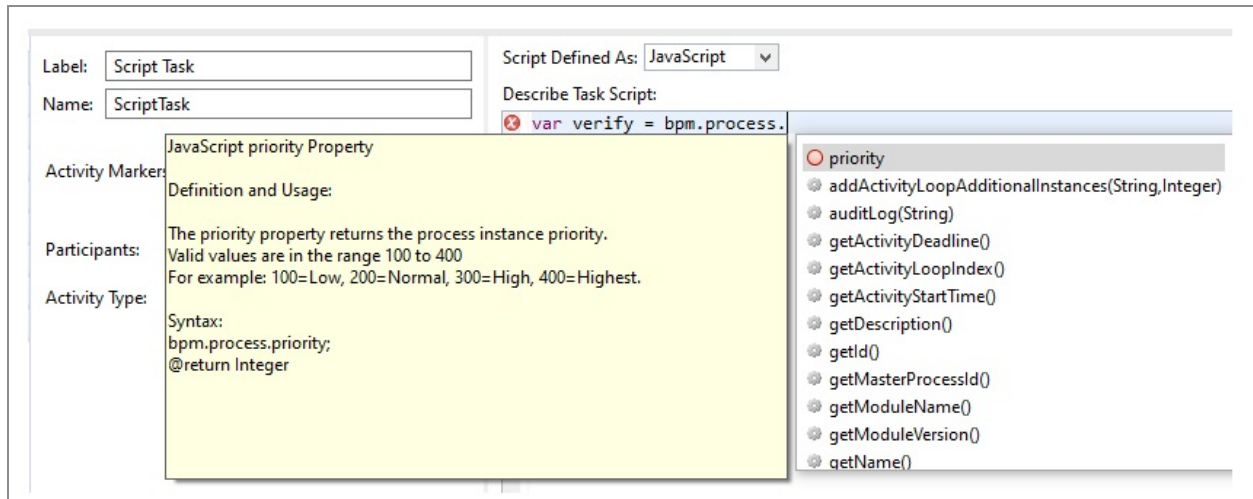 Label: Script Task
Name: ScriptTask
Activity Marker
Participants:
Activity Type:
Script Defined As: JavaScript
Describe Task Script:
var verify = bpm.process.
JavaScript priority Property
Definition and Usage:
The priority property returns the process instance priority.
Valid values are in the range 100 to 400
For example: 100=Low, 200=Normal, 300=High, 400=Highest.
Syntax:
bpm.process.priority;
@return Integer
priority
addActivityLoopAdditionalInstances(String,Integer)
auditLog(String)
getActivityDeadline()
getActivityLoopIndex()
getActivityStartTime()
getDescription()
getId()
getMasterProcessId()
getModuleName()
getModuleVersion()
getName()